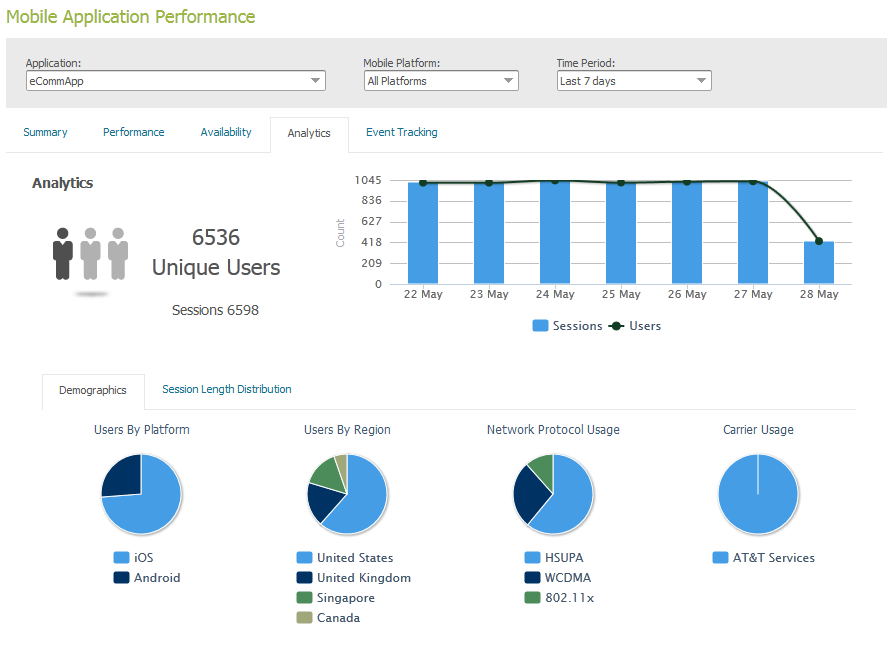 Mobile Application Performance
Application: Mobile Platform: Time Period:
eCommApp All Platforms Last 7 days
Summary Performance Availability Analytics Event Tracking
Analytics
6536
Unique Users
Sessions 6598
Count
1045
836
627
418
209
0
22 May 23 May 24 May 25 May 26 May 27 May 28 May
Sessions Users
Demographics Session Length Distribution
Users By Platform
iOS
Android
Users By Region
United States
United Kingdom
Singapore
Canada
Network Protocol Usage
HSUPA
WCDMA
802.11x
Carrier Usage
AT&T Services